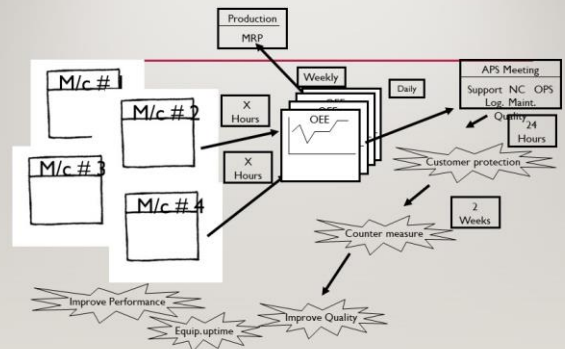 Production
MRP
M/c # 1
M/c # 2
M/c # 3
M/c # 4
X
Hours
X
Hours
Weekly
Daily
OEE
OEE
APS Meeting
Support NC OPS
Log. Maint.
Quality
24
Hours
Customer protection
2
Weeks
Counter measure
Improve Performance
Equip.uptime
Improve Quality